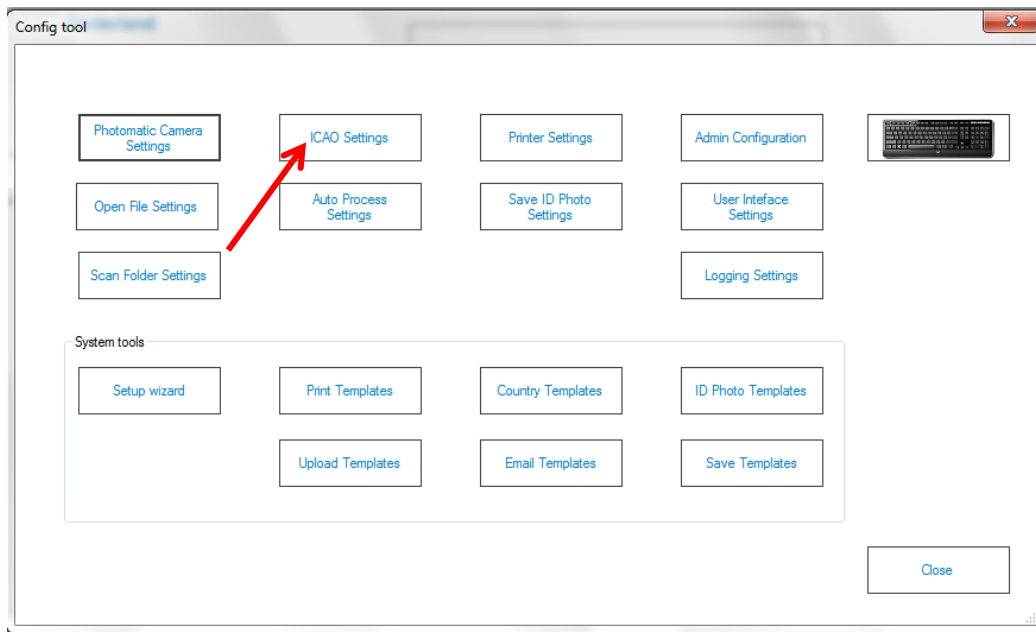 Config tool
Photomatic Camera
Settings
ICAO Settings
Printer Settings
Admin Configuration
Open File Settings
Auto Process
Settings
Save ID Photo
Settings
User Inteface
Settings
Scan Folder Settings
Logging Settings
System tools
Setup wizard
Print Templates
Country Templates
ID Photo Templates
Upload Templates
Email Templates
Save Templates
Close